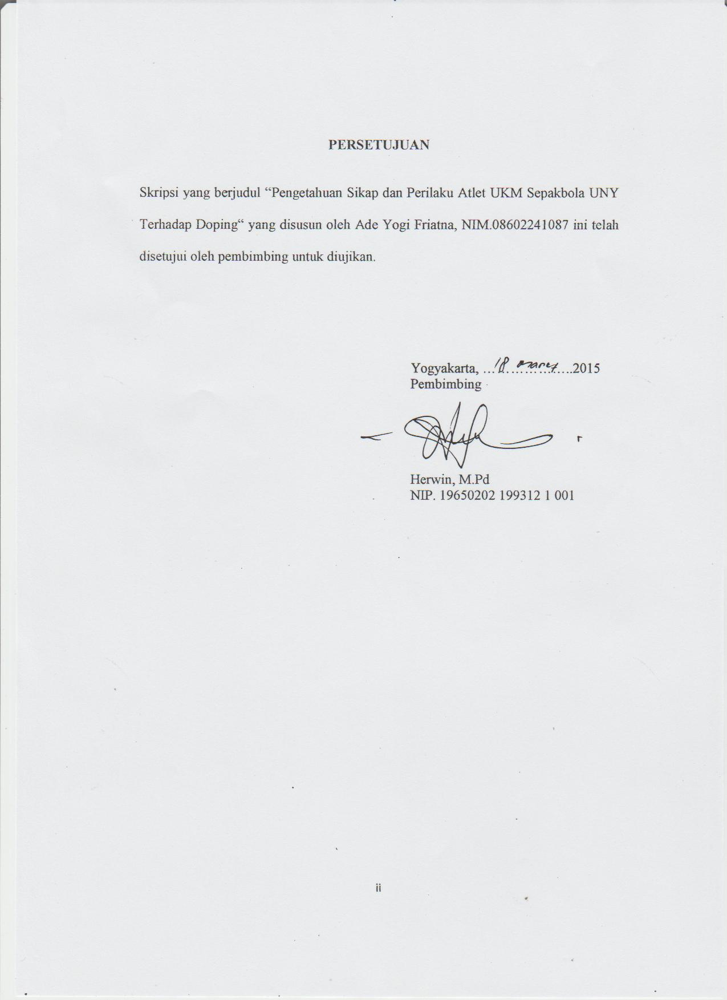 PERSETUJUAN
Skripsi yang berjudul “Pengetahuan Sikap dan Perilaku Atlet UKM Sepakbola UNY
Terhadap Doping“ yang disusun oleh Ade Yogi Friatna, NIM.08602241087 ini telah
disetujui oleh pembimbing untuk diujikan.
Yogyakarta, ...18 maret....2015
Pembimbing
Herwin, M.Pd
NIP. 19650202 199312 1 001
ii